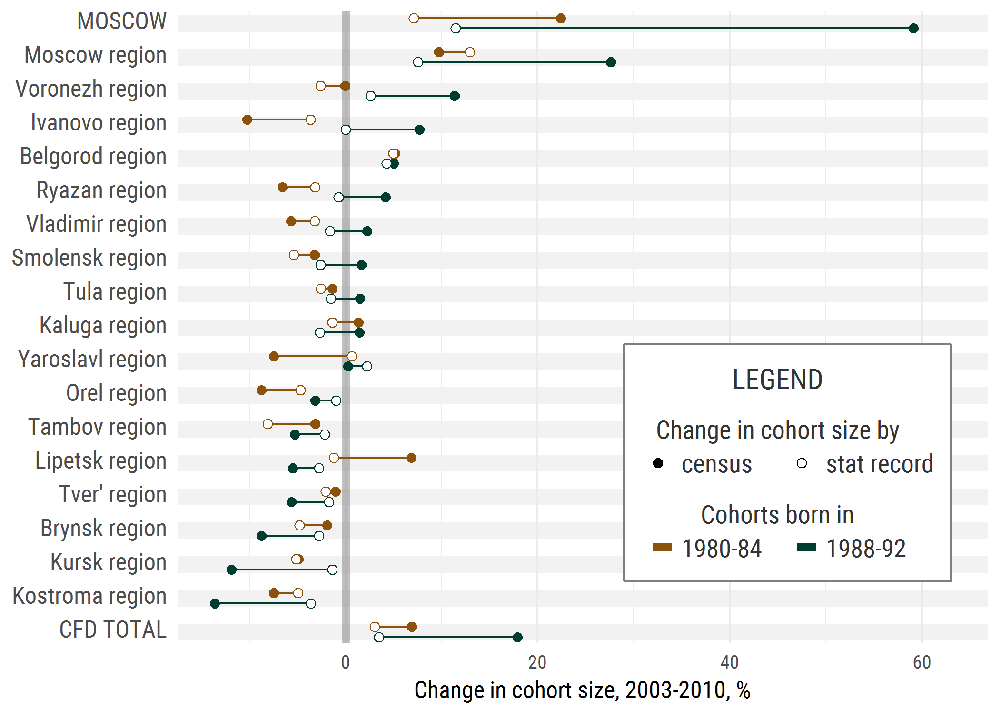 MOSCOW
Moscow region
Voronezh region
Ivanovo region
Belgorod region
Ryazan region
Vladimir region
Smolensk region
Tula region
Kaluga region
Yaroslavl region
Orel region
Tambov region
Lipetsk region
Tver' region
Brynsk region
Kursk region
Kostroma region
CFD TOTAL
LEGEND
Change in cohort size by
census stat record
Cohorts born in
1980-84 1988-92
0 20 40 60
Change in cohort size, 2003-2010, %